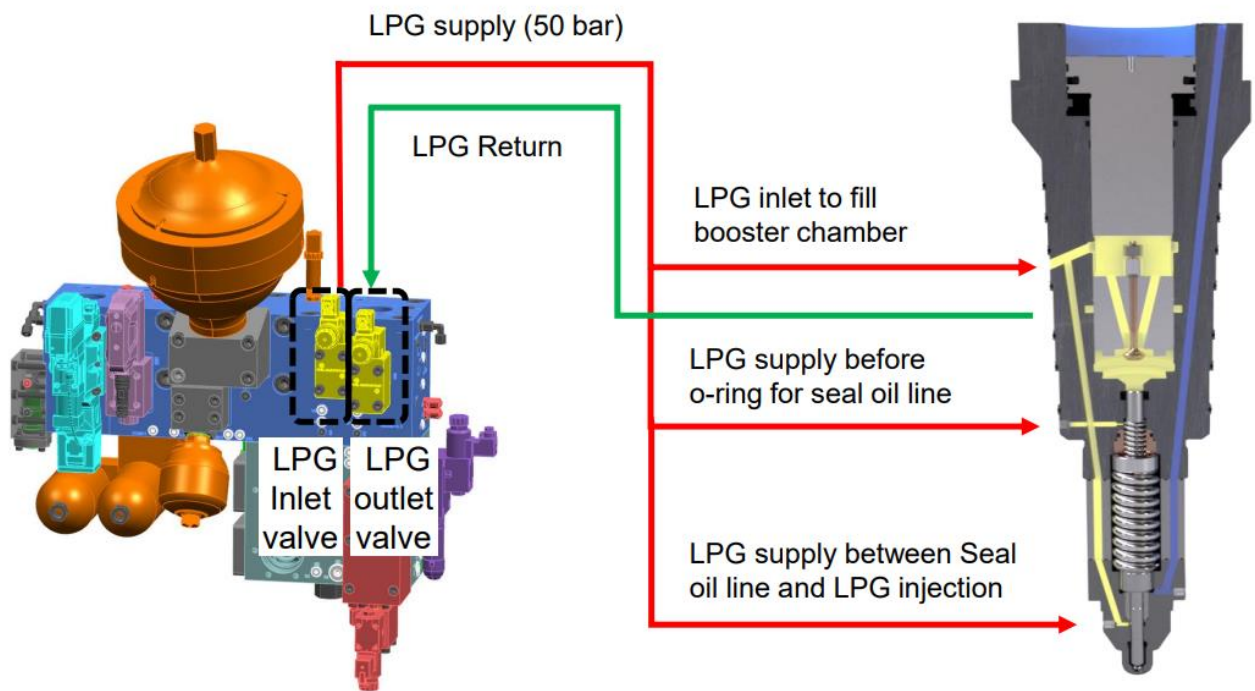 LPG supply (50 bar)
LPG Return
LPG inlet to fill
booster chamber
LPG supply before
o-ring for seal oil line
LPG
Inlet
valve
LPG
outlet
valve
LPG supply between Seal
oil line and LPG injection